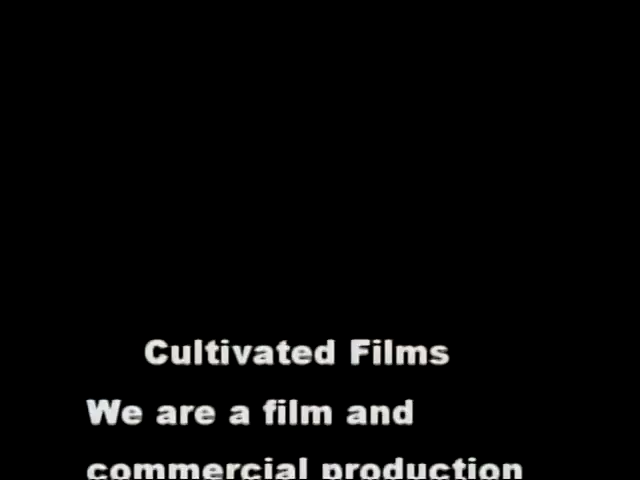 Cultivated Films
We are a film and
commercial production